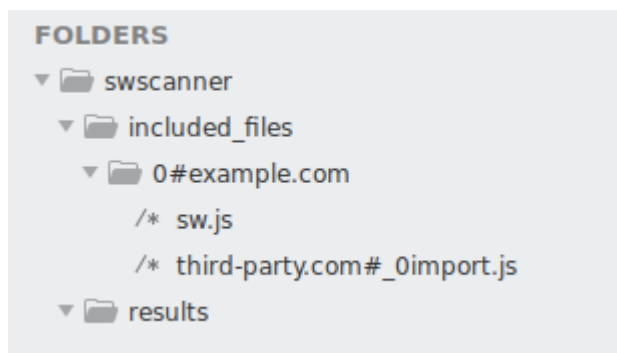 FOLDERS
swscanner
included_files
0#example.com
/* sw.js
/* third-party.com#_0import.js
results